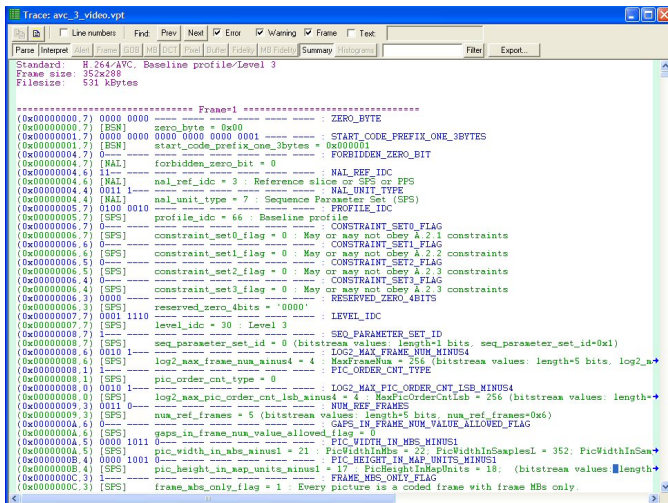 Trace: avc_3_video.vpt
Line numbers Find: Prev Next Error Warning Frame Text:
Parse Interpret Alert Frame GOB MB DCT Pixel Buffer Fidelity MB Fidelity Summary Histograms Filter Export...
Standard: H.264/AVC, Baseline profile/Level 3
Frame size: 352x288
Filesize: 531 kBytes
============================== Frame=1 ==============================
(0x00000000,7) 0000 0000 ---- ---- ---- ---- ---- ---- : ZERO_BYTE
(0x00000000,7) [BSN] zero_byte = 0x00
(0x00000001,7) 0000 0000 0000 0000 0000 0001 ---- ---- : START_CODE_PREFIX_ONE_3BYTES
(0x00000001,7) [BSN] start_code_prefix_one_3bytes = 0x000001
(0x00000004,7) 0--- ---- ---- ---- ---- ---- ---- ---- : FORBIDDEN_ZERO_BIT
(0x00000004,7) [NAL] forbidden_zero_bit = 0
(0x00000004,6) 11-- ---- ---- ---- ---- ---- ---- ---- : NAL_REF_IDC
(0x00000004,6) [NAL] nal_ref_idc = 3 : Reference slice or SPS or PPS
(0x00000004,4) 0011 1--- ---- ---- ---- ---- ---- ---- : NAL_UNIT_TYPE
(0x00000004,4) [NAL] nal_unit_type = 7 : Sequence Parameter Set (SPS)
(0x00000005,7) 0100 0010 ---- ---- ---- ---- ---- ---- : PROFILE_IDC
(0x00000005,7) [SPS] profile_idc = 66 : Baseline profile
(0x00000006,7) 0--- ---- ---- ---- ---- ---- ---- ---- : CONSTRAINT_SET0_FLAG
(0x00000006,7) [SPS] constraint_set0_flag = 0 : May or may not obey A.2.1 constraints
(0x00000006,6) 0--- ---- ---- ---- ---- ---- ---- ---- : CONSTRAINT_SET1_FLAG
(0x00000006,6) [SPS] constraint_set1_flag = 0 : May or may not obey A.2.2 constraints
(0x00000006,5) 0--- ---- ---- ---- ---- ---- ---- ---- : CONSTRAINT_SET2_FLAG
(0x00000006,5) [SPS] constraint_set2_flag = 0 : May or may not obey A.2.3 constraints
(0x00000006,4) 0--- ---- ---- ---- ---- ---- ---- ---- : CONSTRAINT_SET3_FLAG
(0x00000006,4) [SPS] constraint_set3_flag = 0 : May or may not obey A.2.3 constraints
(0x00000006,3) 0000 ---- ---- ---- ---- ---- ---- ---- : RESERVED_ZERO_4BITS
(0x00000006,3) [SPS] reserved_zero_4bits = '0000'
(0x00000007,7) 0001 1110 ---- ---- ---- ---- ---- ---- : LEVEL_IDC
(0x00000007,7) [SPS] level_idc = 30 : Level 3
(0x00000008,7) 1--- ---- ---- ---- ---- ---- ---- ---- : SEQ_PARAMETER_SET_ID
(0x00000008,7) [SPS] seq_parameter_set_id = 0 (bitstream values: length=1 bits, seq_parameter_set_id=0x1)
(0x00000008,6) 0010 1--- ---- ---- ---- ---- ---- ---- : LOG2_MAX_FRAME_NUM_MINUS4
(0x00000008,6) [SPS] log2_max_frame_num_minus4 = 4 : MaxFrameNum = 256 (bitstream values: length=5 bits, log2_m
(0x00000008,1) 1--- ---- ---- ---- ---- ---- ---- ---- : PIC_ORDER_CNT_TYPE
(0x00000008,1) [SPS] pic_order_cnt_type = 0
(0x00000008,0) 0010 1--- ---- ---- ---- ---- ---- ---- : LOG2_MAX_PIC_ORDER_CNT_LSB_MINUS4
(0x00000008,0) [SPS] log2_max_pic_order_cnt_lsb_minus4 = 4 : MaxPicOrderCntLsb = 256 (bitstream values: length=
(0x00000009,3) 0011 0--- ---- ---- ---- ---- ---- ---- : NUM_REF_FRAMES
(0x00000009,3) [SPS] num_ref_frames = 5 (bitstream values: length=5 bits, num_ref_frames=0x6)
(0x0000000A,6) 0--- ---- ---- ---- ---- ---- ---- ---- : GAPS_IN_FRAME_NUM_VALUE_ALLOWED_FLAG
(0x0000000A,6) [SPS] gaps_in_frame_num_value_allowed_flag = 0
(0x0000000A,5) 0000 1011 0--- ---- ---- ---- ---- ---- : PIC_WIDTH_IN_MBS_MINUS1
(0x0000000A,5) [SPS] pic_width_in_mbs_minus1 = 21 : PicWidthInMbs = 22; PicWidthInSamplesL = 352; PicWidthInSam
(0x0000000B,4) 0000 1001 0--- ---- ---- ---- ---- ---- : PIC_HEIGHT_IN_MAP_UNITS_MINUS1
(0x0000000B,4) [SPS] pic_height_in_map_units_minus1 = 17 : PicHeightInMapUnits = 18; (bitstream values: length
(0x0000000C,3) 1--- ---- ---- ---- ---- ---- ---- ---- : FRAME_MBS_ONLY_FLAG
(0x0000000C,3) [SPS] frame_mbs_only_flag = 1 : Every picture is a coded frame with frame MBs only.